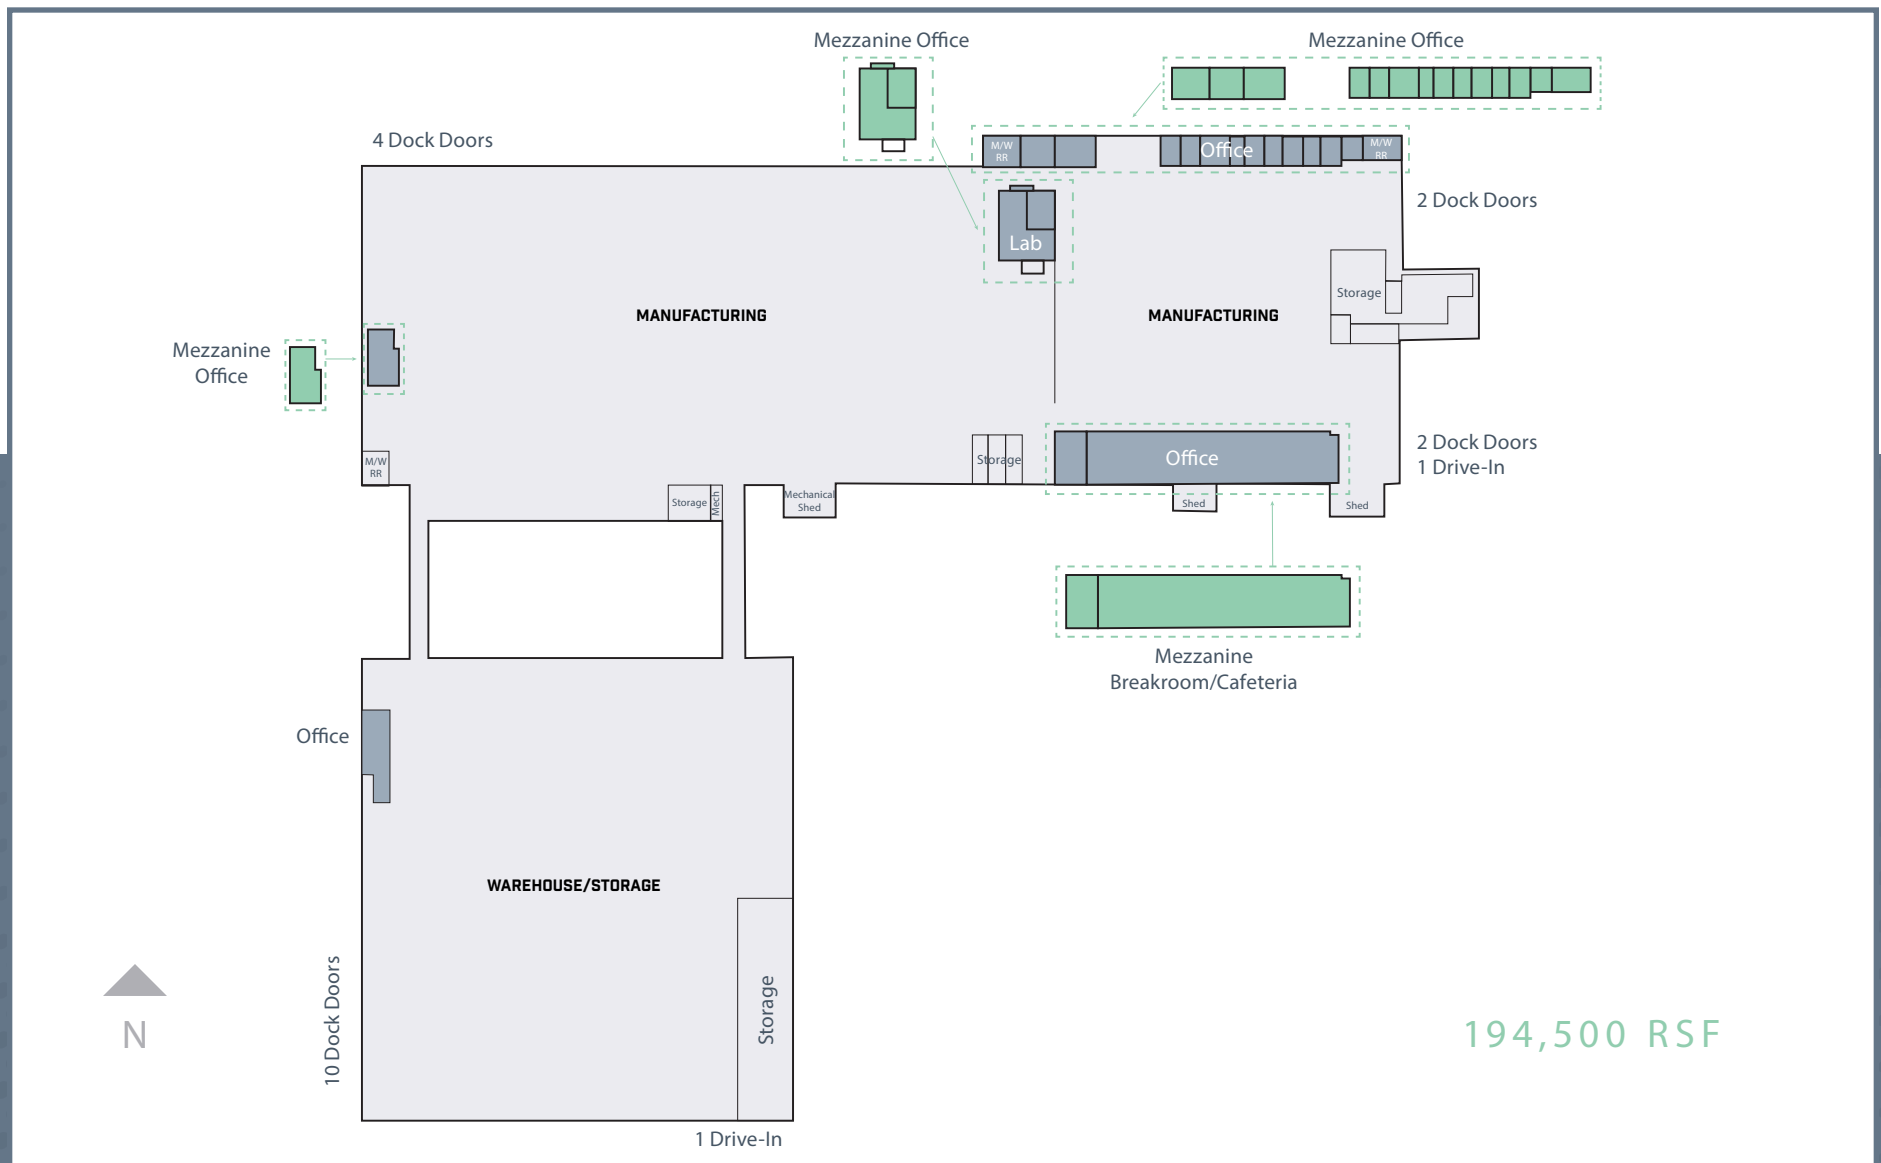 Mezzanine Office
Mezzanine Office
4 Dock Doors
M/W
RR
Office
M/W
RR
2 Dock Doors
Lab
Storage
MANUFACTURING
MANUFACTURING
Mezzanine
Office
2 Dock Doors
1 Drive-In
M/W
RR
Storage
Office
Storage
Mech
Mechanical
Shed
Shed
Shed
Mezzanine
Breakroom/Cafeteria
Office
WAREHOUSE/STORAGE
10 Dock Doors
Storage
N
194,500 RSF
1 Drive-In